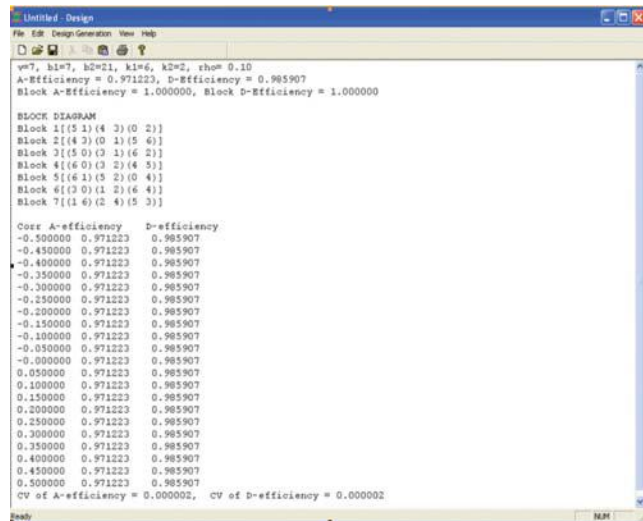 Untitled - Design
File Edit Design Generation View Help
v=7, b1=7, b2=21, k1=6, k2=2, rho= 0.10
A-Efficiency = 0.971223, D-Efficiency = 0.985907
Block A-Efficiency = 1.000000, Block D-Efficiency = 1.000000
BLOCK DIAGRAM
Block 1[(5 1)(4 3)(0 2)]
Block 2[(4 3)(0 1)(5 6)]
Block 3[(5 0)(3 1)(6 2)]
Block 4[(6 0)(3 2)(4 5)]
Block 5[(6 1)(5 2)(0 4)]
Block 6[(3 0)(1 2)(6 4)]
Block 7[(1 6)(2 4)(5 3)]
Corr A-efficiency D-efficiency
-0.500000 0.971223 0.985907
-0.450000 0.971223 0.985907
-0.400000 0.971223 0.985907
-0.350000 0.971223 0.985907
-0.300000 0.971223 0.985907
-0.250000 0.971223 0.985907
-0.200000 0.971223 0.985907
-0.150000 0.971223 0.985907
-0.100000 0.971223 0.985907
-0.050000 0.971223 0.985907
-0.000000 0.971223 0.985907
0.050000 0.971223 0.985907
0.100000 0.971223 0.985907
0.150000 0.971223 0.985907
0.200000 0.971223 0.985907
0.250000 0.971223 0.985907
0.300000 0.971223 0.985907
0.350000 0.971223 0.985907
0.400000 0.971223 0.985907
0.450000 0.971223 0.985907
0.500000 0.971223 0.985907
CV of A-efficiency = 0.000002, CV of D-efficiency = 0.000002
Ready NUM